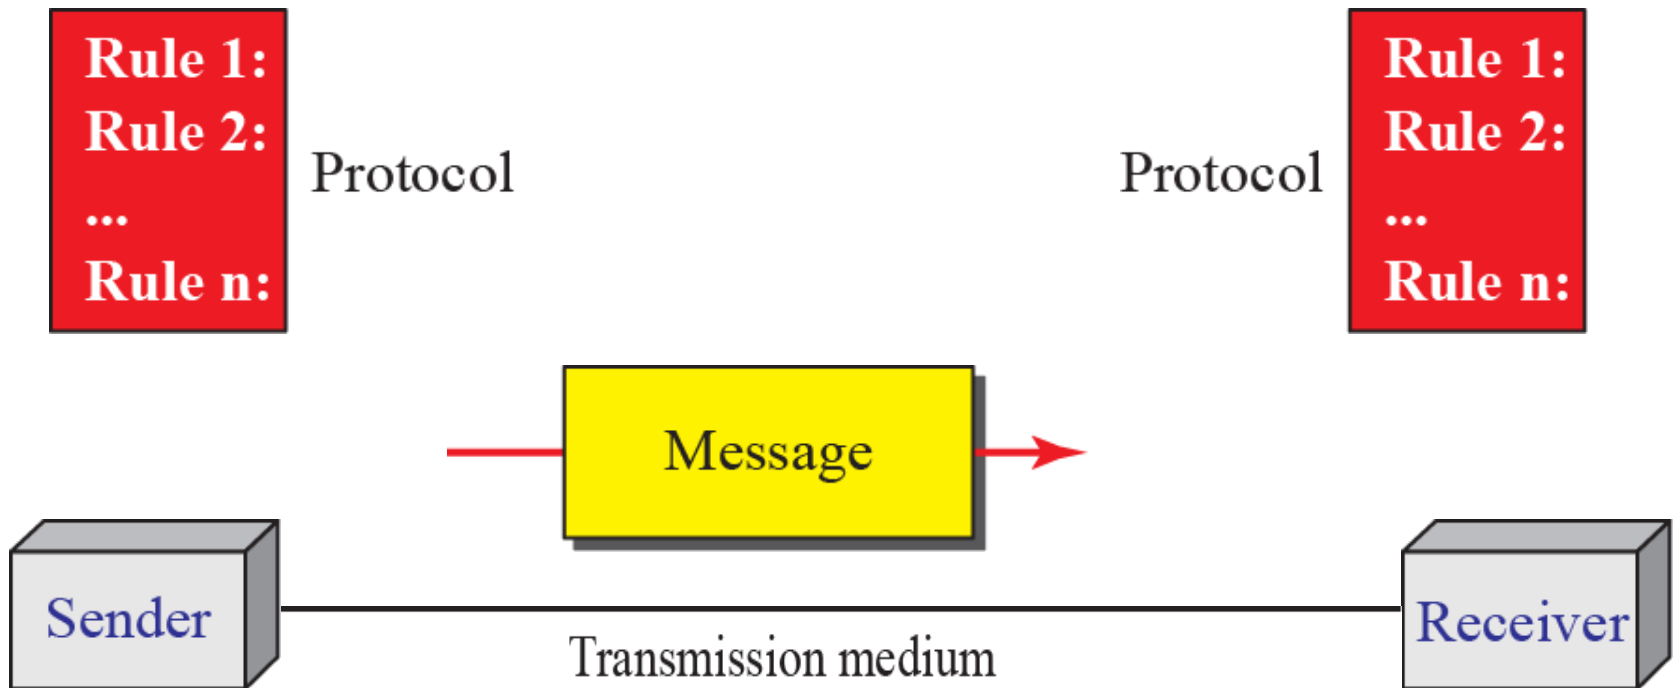 Rule 1:
Rule 2:
...
Rule n:
Protocol
Protocol
Rule 1:
Rule 2:
...
Rule n:
Message
Sender
Transmission medium
Receiver